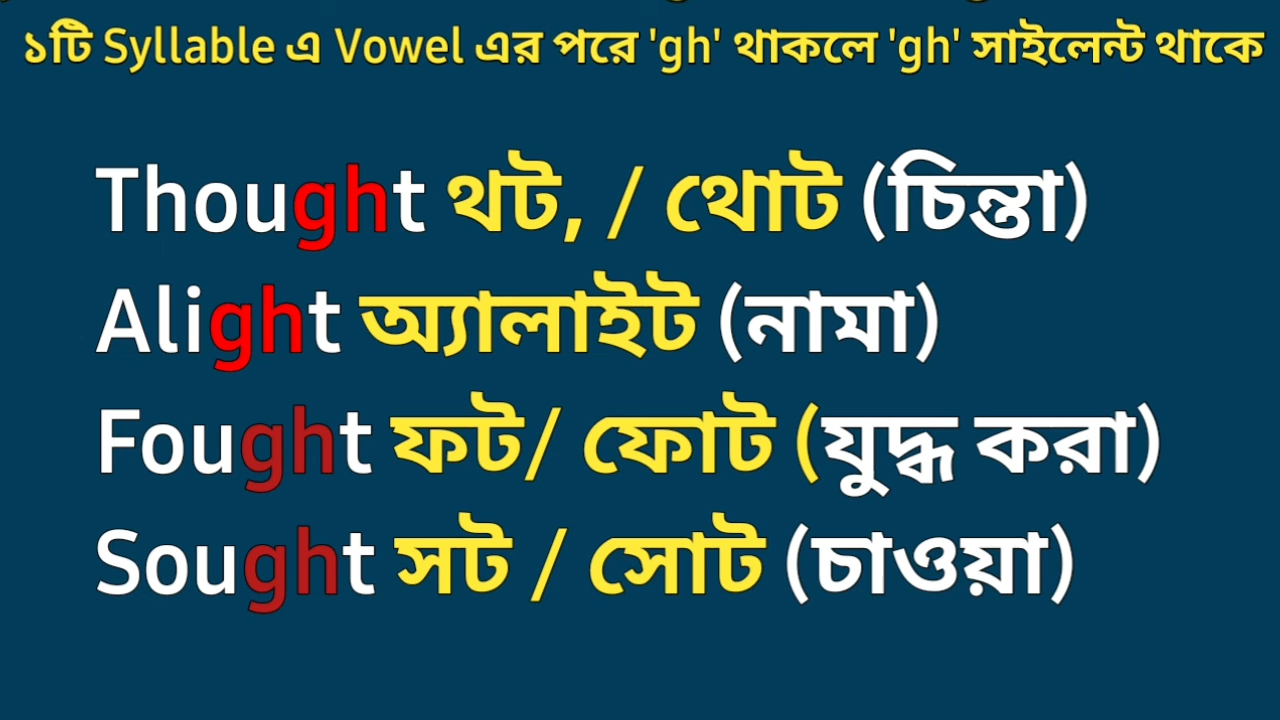 ১টি Syllable এ Vowel এর পরে 'gh' থাকলে 'gh' সাইলেন্ট থাকে
Thought থট, / থোট (চিন্তা)
Alight অ্যালাইট (নামা)
Fought ফট/ ফোট (যুদ্ধ করা)
Sought সট / সোট (চাওয়া)